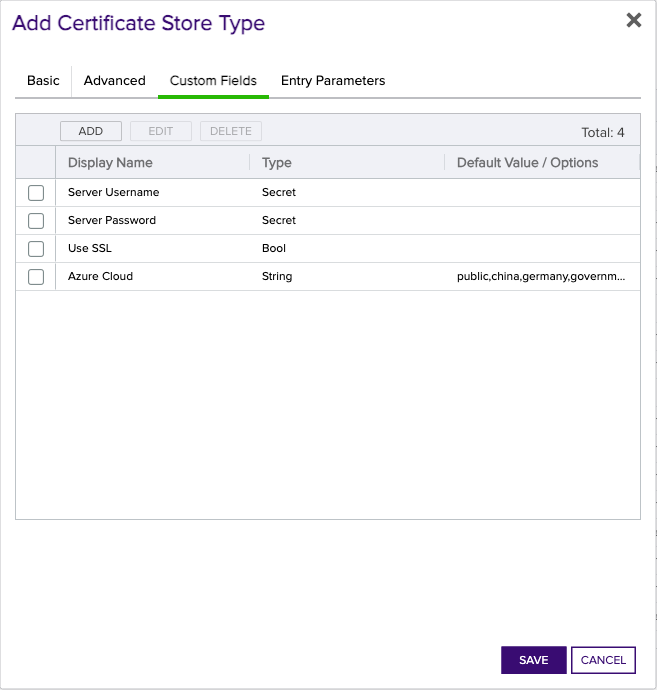 Add Certificate Store Type
Basic Advanced Custom Fields Entry Parameters
ADD EDIT DELETE Total: 4
Display Name Type Default Value / Options
Server Username Secret
Server Password Secret
Use SSL Bool
Azure Cloud String public,china,germany,governm...
SAVE CANCEL